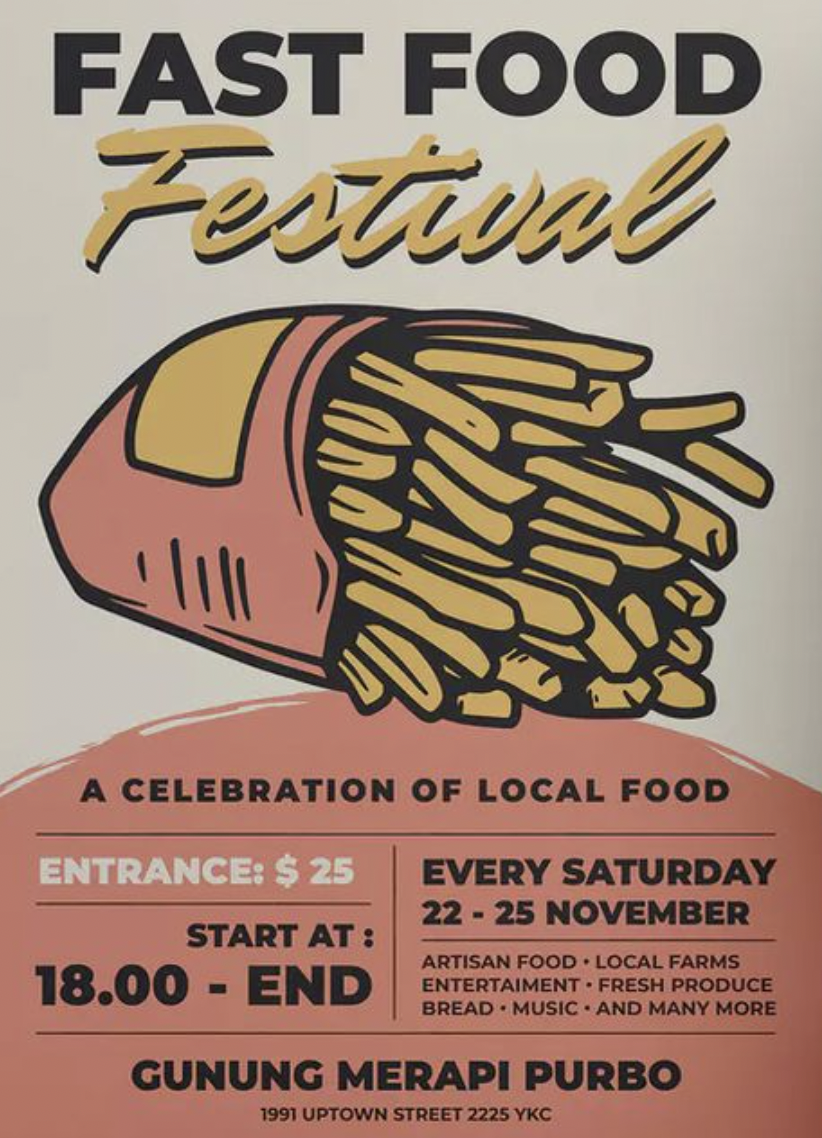 FAST FOOD
Festival
A CELEBRATION OF LOCAL FOOD
ENTRANCE: $ 25
START AT :
18.00 - END
EVERY SATURDAY
22 - 25 NOVEMBER
ARTISAN FOOD • LOCAL FARMS
ENTERTAIMENT • FRESH PRODUCE
BREAD • MUSIC • AND MANY MORE
GUNUNG MERAPI PURBO
1991 UPTOWN STREET 2225 YKC